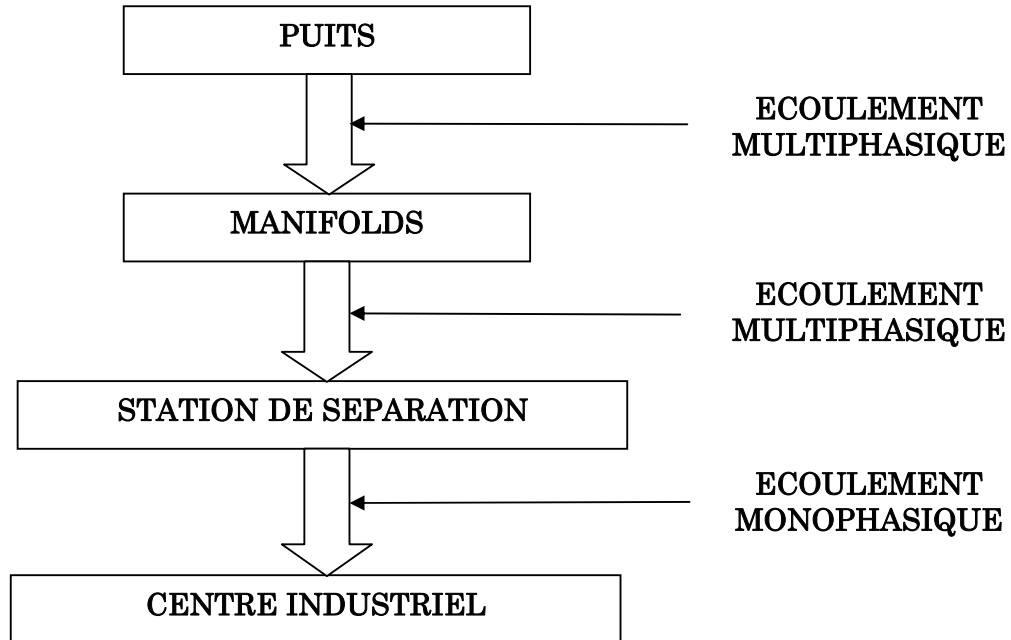 PUITS
ECOULEMENT
MULTIPHASIQUE
MANIFOLDS
ECOULEMENT
MULTIPHASIQUE
STATION DE SEPARATION
ECOULEMENT
MONOPHASIQUE
CENTRE INDUSTRIEL